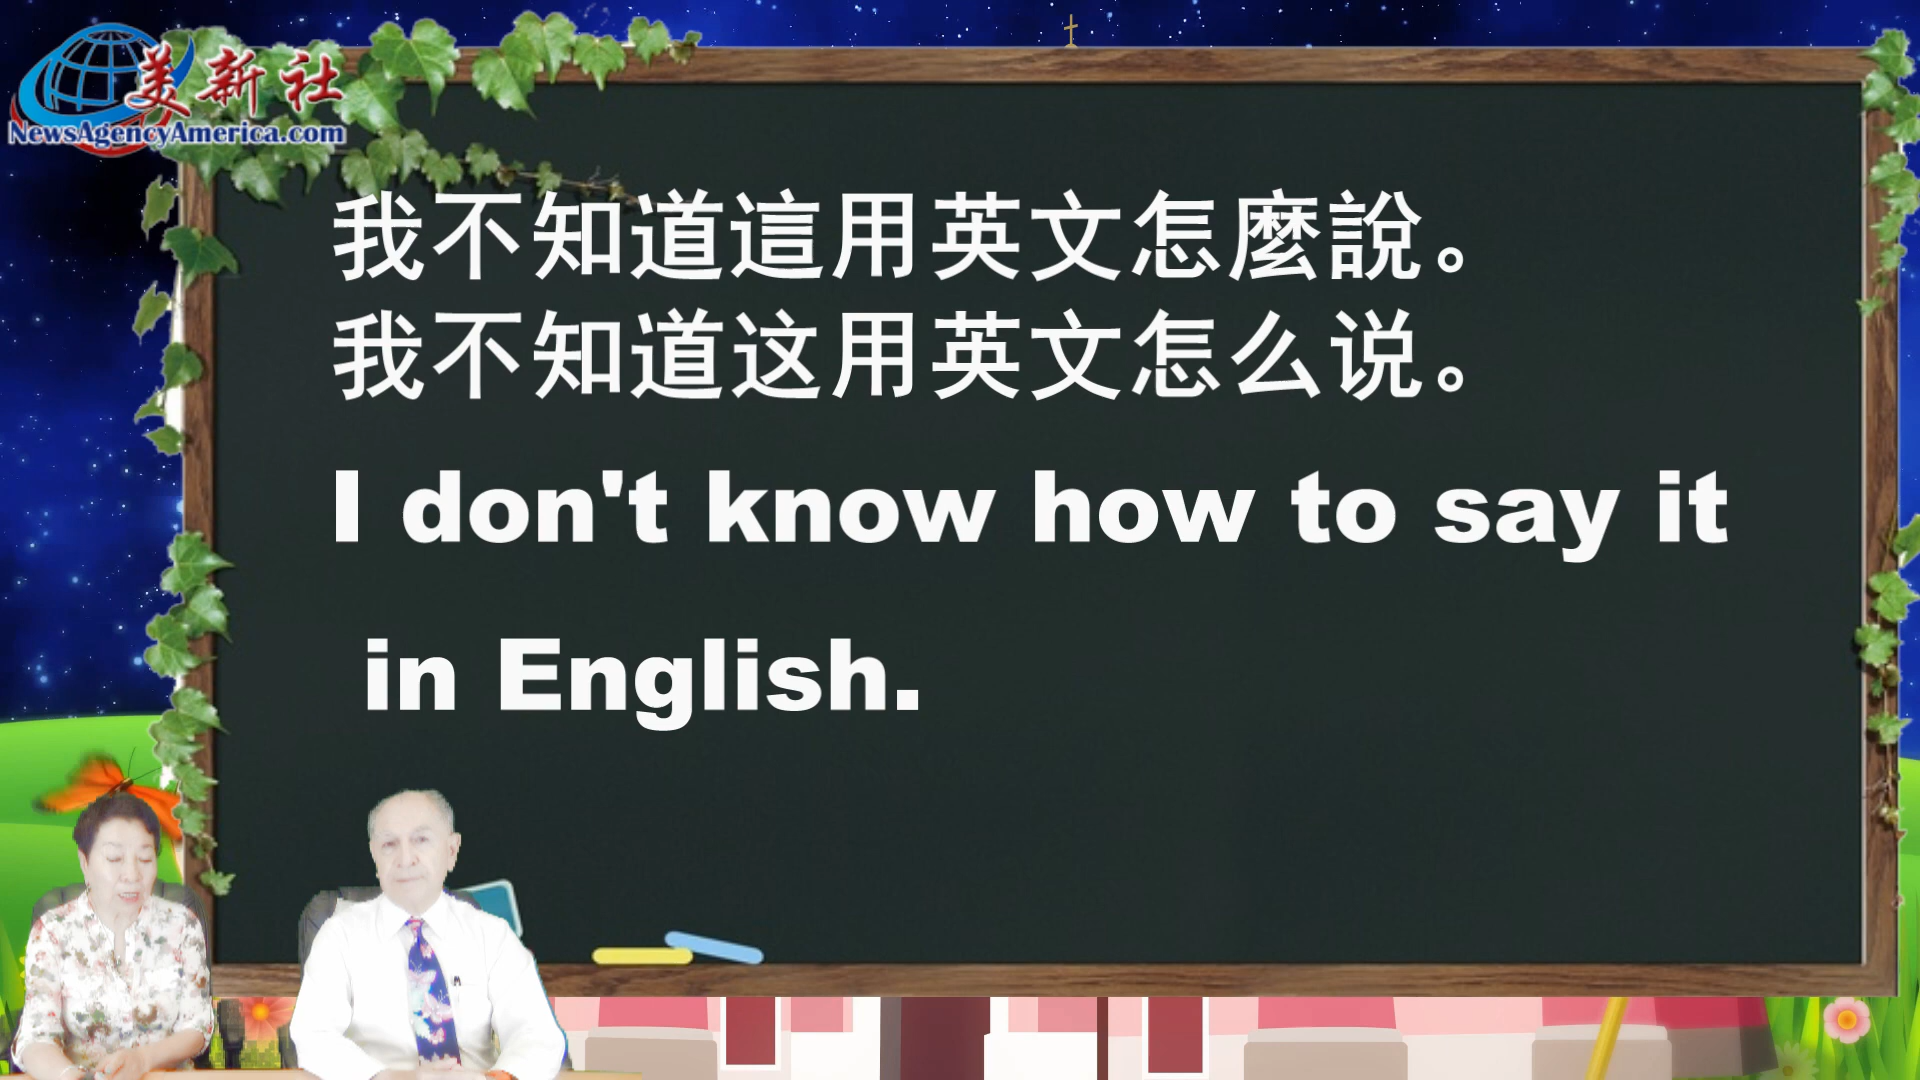 美新社
NewsAgencyAmerica.com
我不知道這用英文怎麼說。
我不知道这用英文怎么说。
I don't know how to say it
in English.